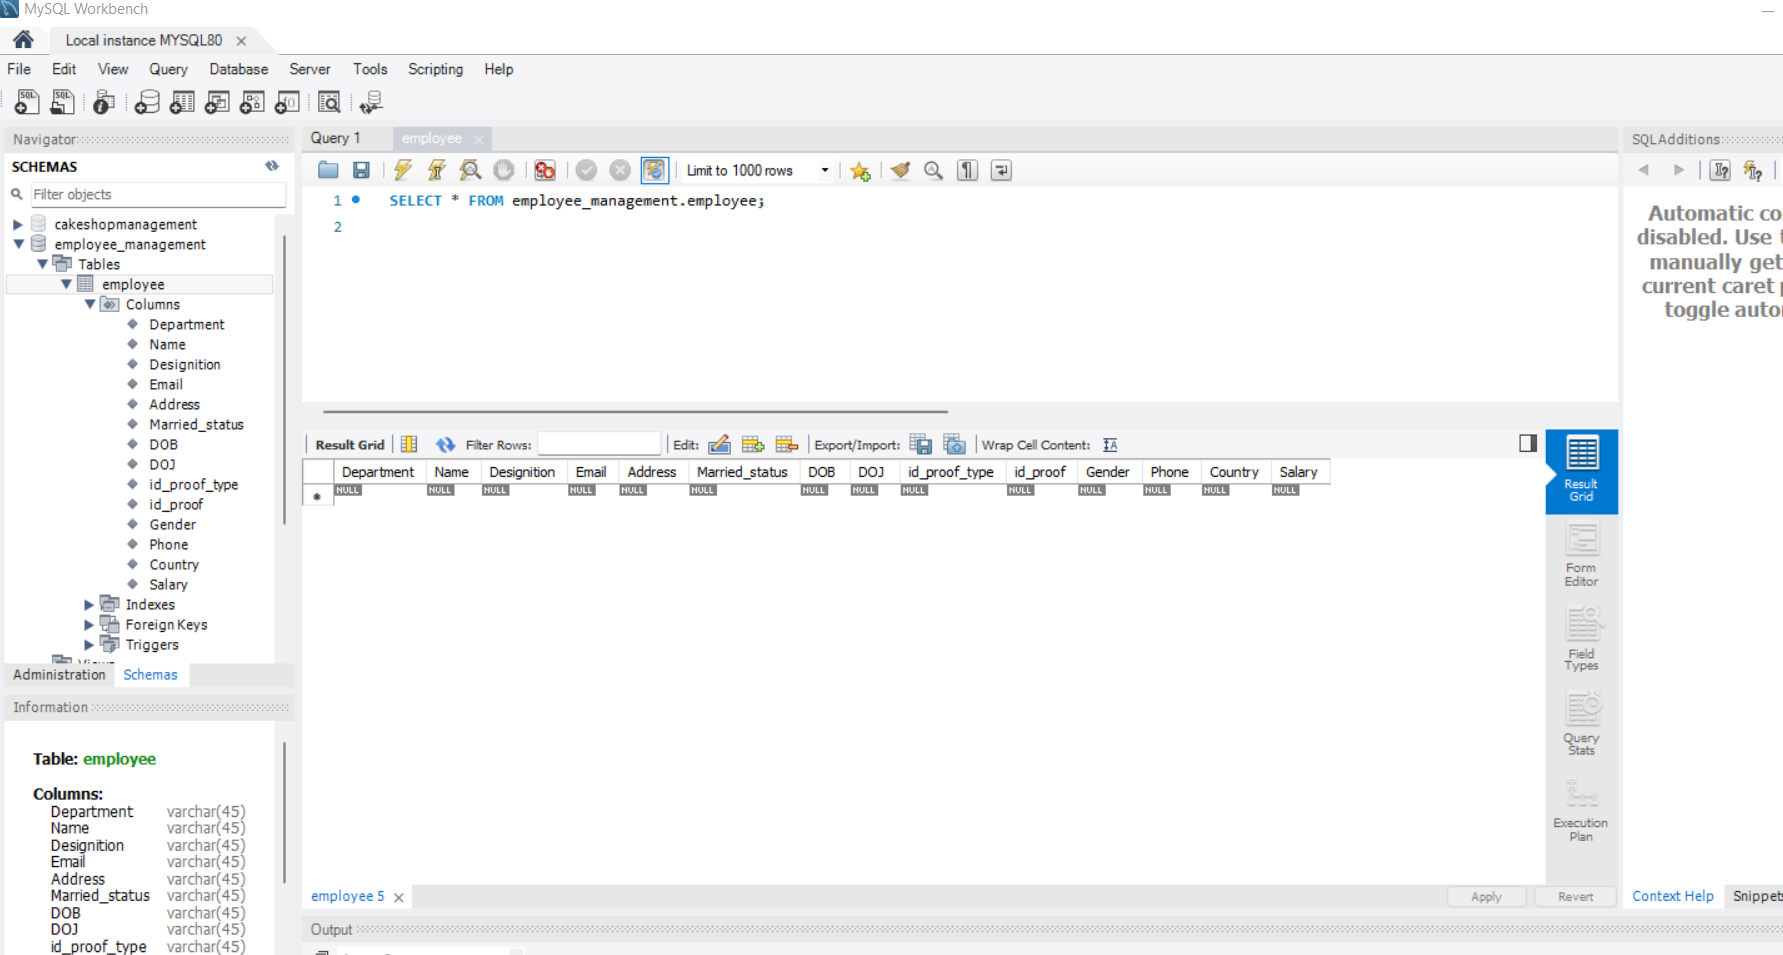 MySQL Workbench
Local instance MYSQL80
File Edit View Query Database Server Tools Scripting Help
Navigator
SCHEMAS
Filter objects
cakeshopmanagement
employee_management
Tables
employee
Columns
Department
Name
Designition
Email
Address
Married_status
DOB
DOJ
id_proof_type
id_proof
Gender
Phone
Country
Salary
Indexes
Foreign Keys
Triggers
Views
Administration Schemas
Information
Table: employee
Columns:
Department varchar(45)
Name varchar(45)
Designition varchar(45)
Email varchar(45)
Address varchar(45)
Married_status varchar(45)
DOB varchar(45)
DOJ varchar(45)
id_proof_type varchar(45)
Query 1 employee
Limit to 1000 rows
1 SELECT * FROM employee_management.employee;
2
Result Grid Filter Rows: Edit: Export/Import: Wrap Cell Content:
Department Name Designition Email Address Married_status DOB DOJ id_proof_type id_proof Gender Phone Country Salary
NULL NULL NULL NULL NULL NULL NULL NULL NULL NULL NULL NULL NULL NULL
Result
Grid
Form
Editor
Field
Types
Query
Stats
Execution
Plan
employee 5 Apply Revert
Output
SQLAdditions
Automatic co
disabled. Use t
manually get
current caret p
toggle auto
Context Help Snippets